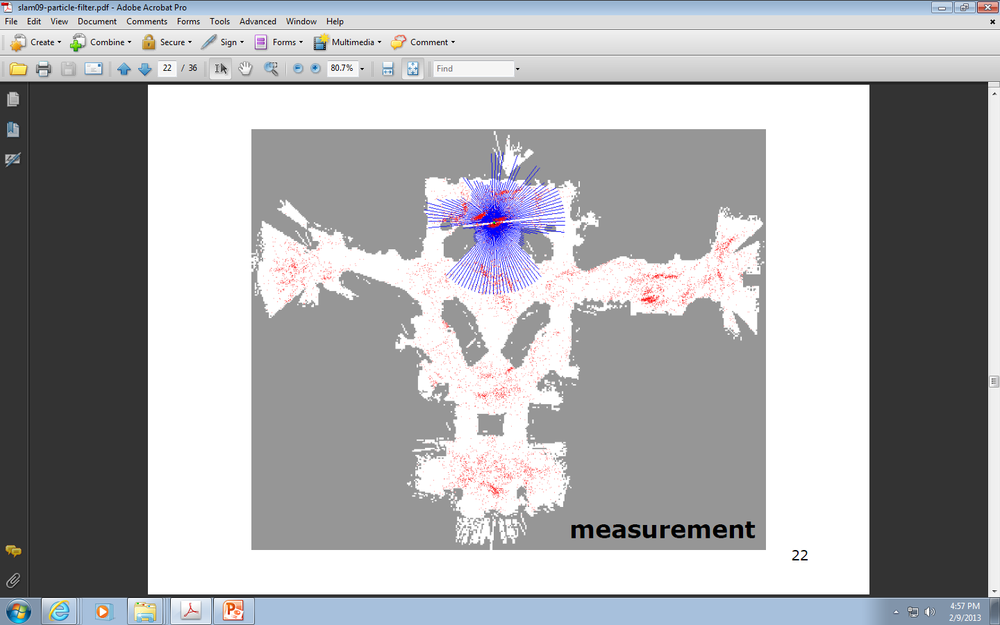 slam09-particle-filter.pdf - Adobe Acrobat Pro
File Edit View Document Comments Forms Tools Advanced Window Help
Create Combine Secure Sign Forms Multimedia Comment
22 / 36 80.7% Find
measurement
22
4:57 PM
2/9/2013